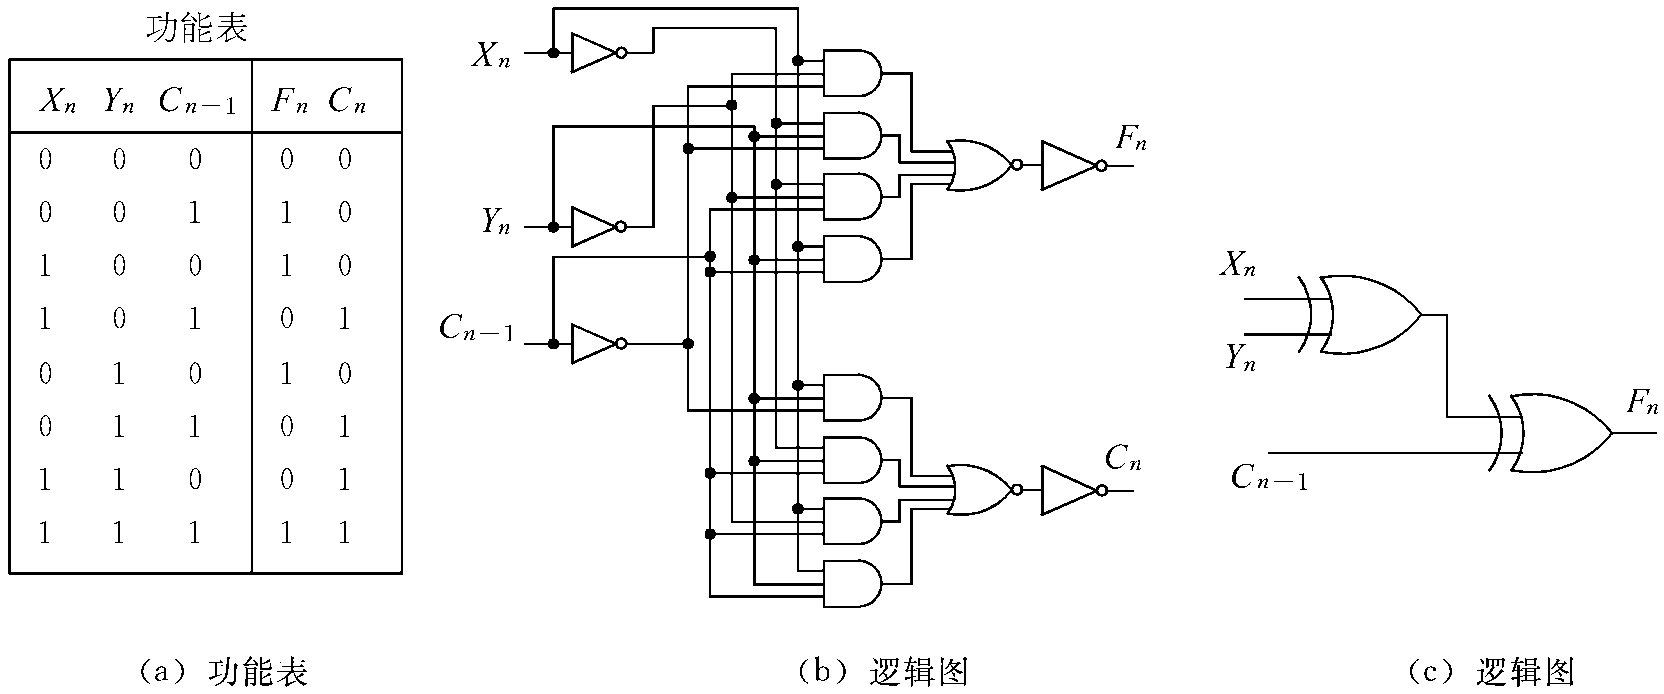 功能表
Xn Yn Cn-1 Fn Cn
0 0 0 0 0
0 0 1 1 0
1 0 0 1 0
1 0 1 0 1
0 1 0 1 0
0 1 1 0 1
1 1 0 0 1
1 1 1 1 1
(a) 功能表
Xn
Yn
Cn-1
Fn
Cn
(b) 逻辑图
Xn
Yn
Cn-1
Fn
(c) 逻辑图